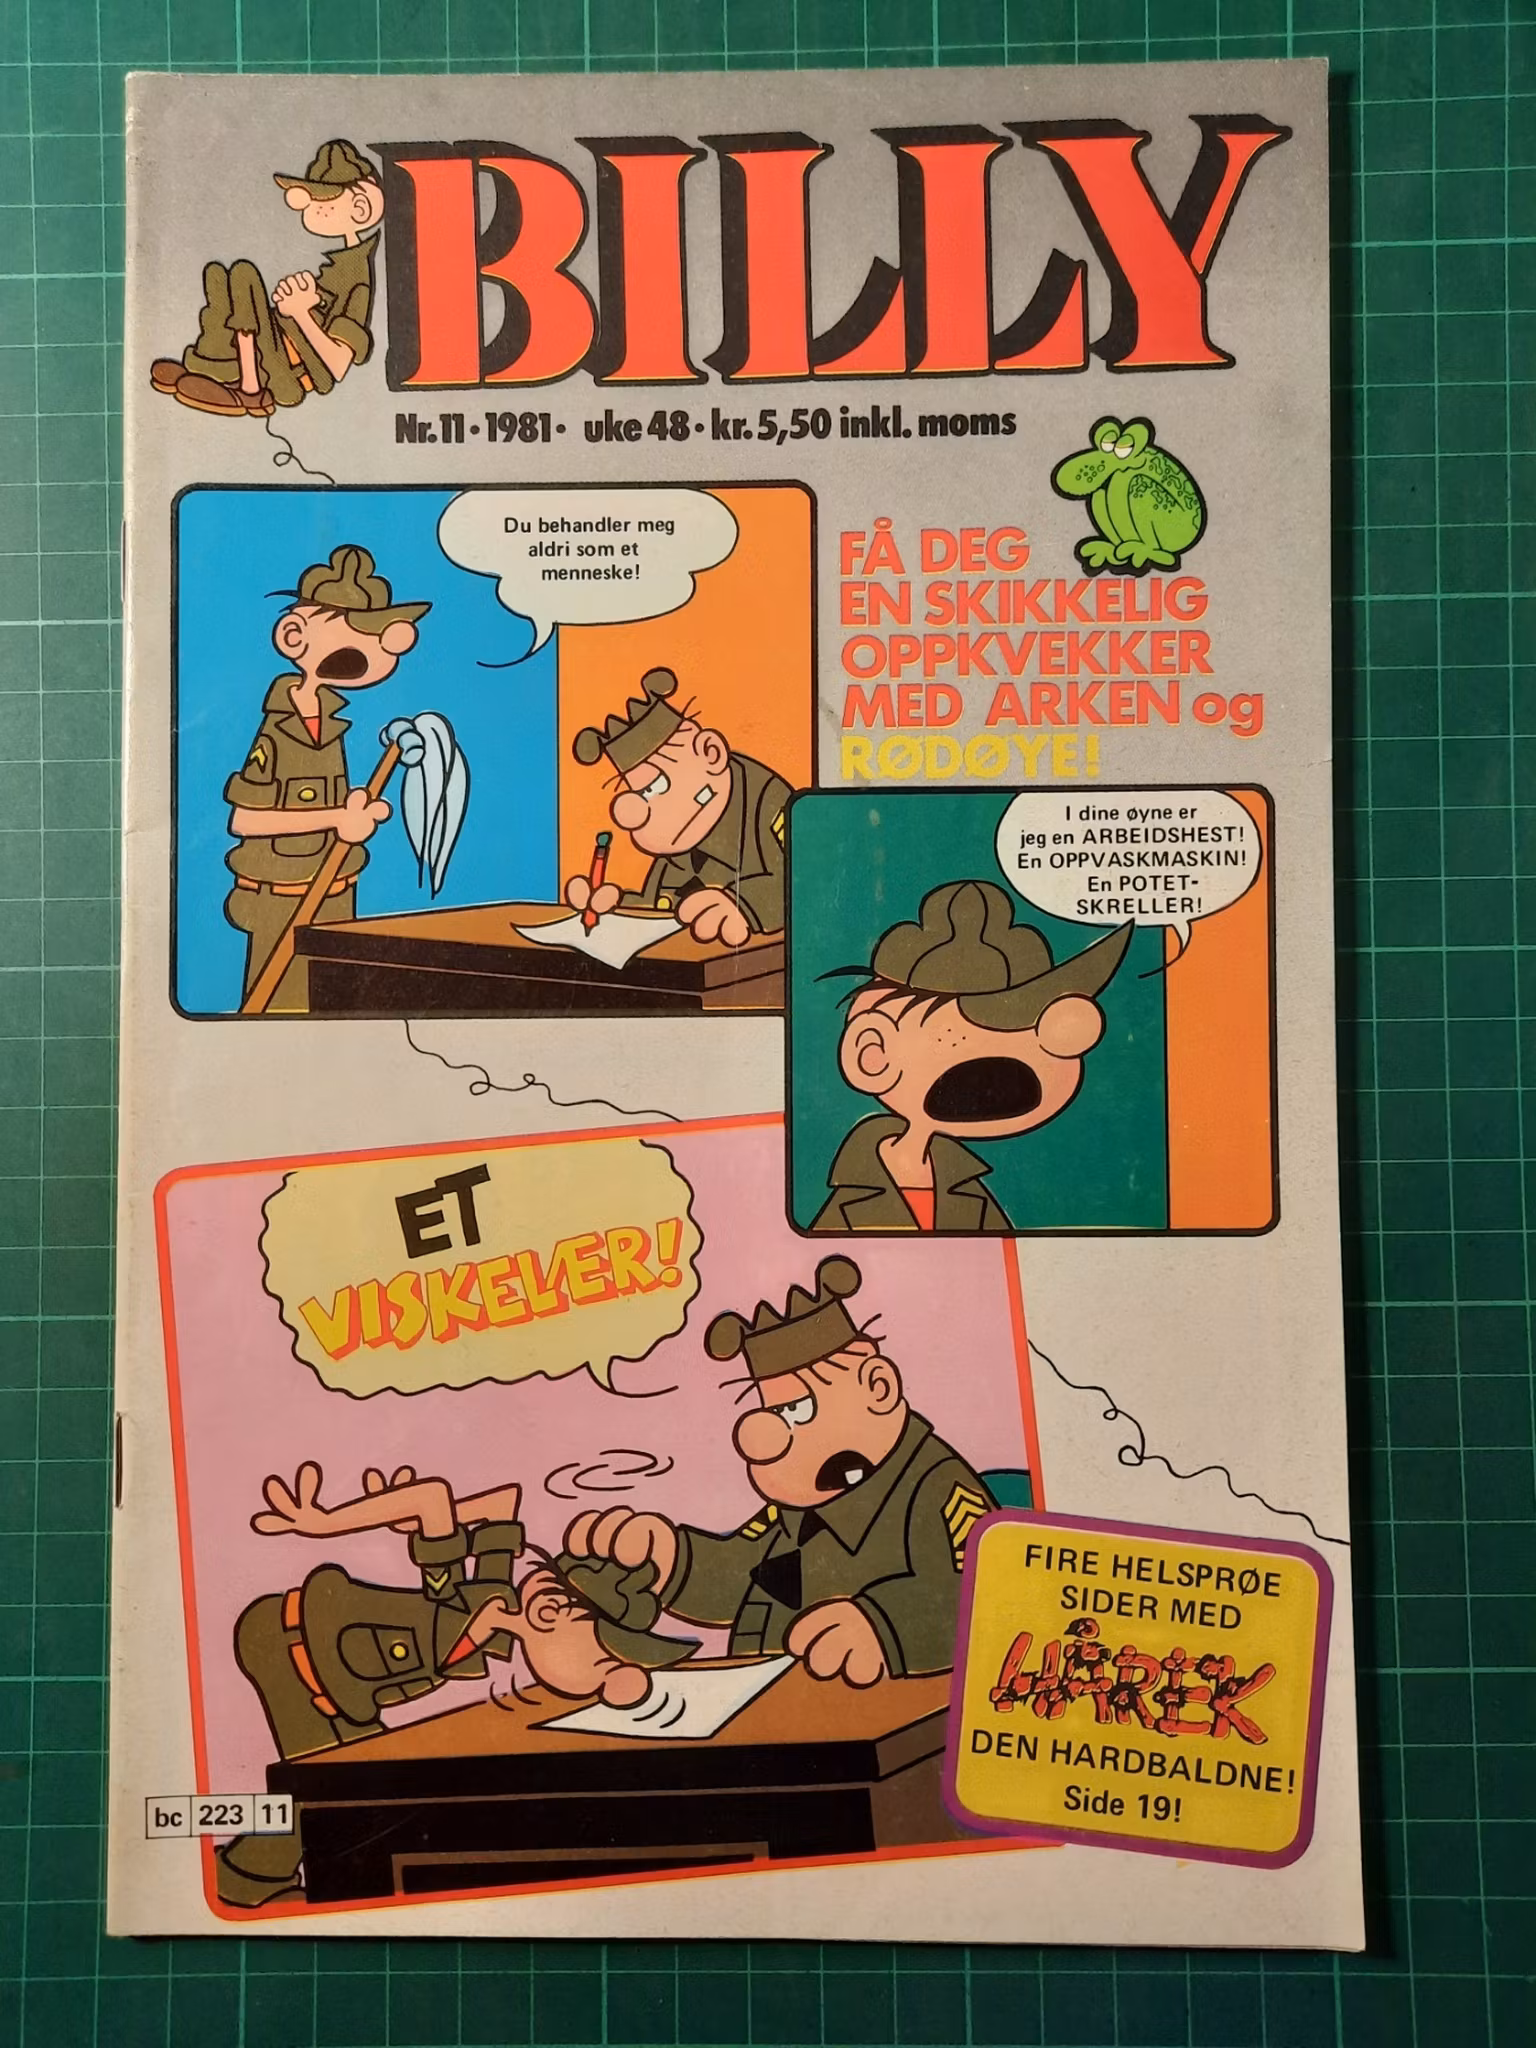 BILLY
Nr. 11 • 1981 • uke 48 • kr. 5,50 inkl. moms
Du behandler meg
aldri som et
menneske!
FÅ DEG
EN SKIKKELIG
OPPKVEKKER
MED ARKEN og
RØDØYE!
I dine øyne er
jeg en ARBEIDSHEST!
En OPPVASKMASKIN!
En POTET-
SKRELLER!
ET
VISKELÆR!
FIRE HELSPRØE
SIDER MED
HÅREK
DEN HARDBALDNE!
Side 19!
bc 223 11